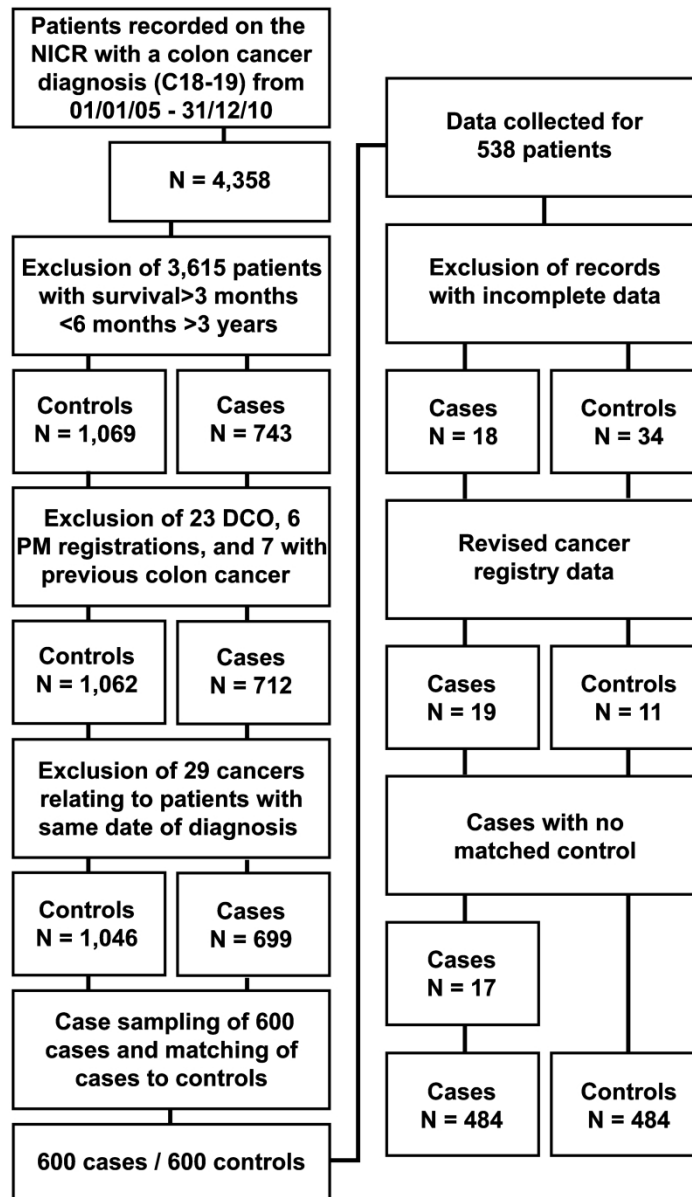 Patients recorded on the
NICR with a colon cancer
diagnosis (C18-19) from
01/01/05 - 31/12/10
N = 4,358
Exclusion of 3,615 patients
with survival>3 months
<6 months >3 years
Controls
N = 1,069
Cases
N = 743
Exclusion of 23 DCO, 6
PM registrations, and 7 with
previous colon cancer
Controls
N = 1,062
Cases
N = 712
Exclusion of 29 cancers
relating to patients with
same date of diagnosis
Controls
N = 1,046
Cases
N = 699
Case sampling of 600
cases and matching of
cases to controls
600 cases / 600 controls
Data collected for
538 patients
Exclusion of records
with incomplete data
Cases
N = 18
Controls
N = 34
Revised cancer
registry data
Cases
N = 19
Controls
N = 11
Cases with no
matched control
Cases
N = 17
Cases
N = 484
Controls
N = 484